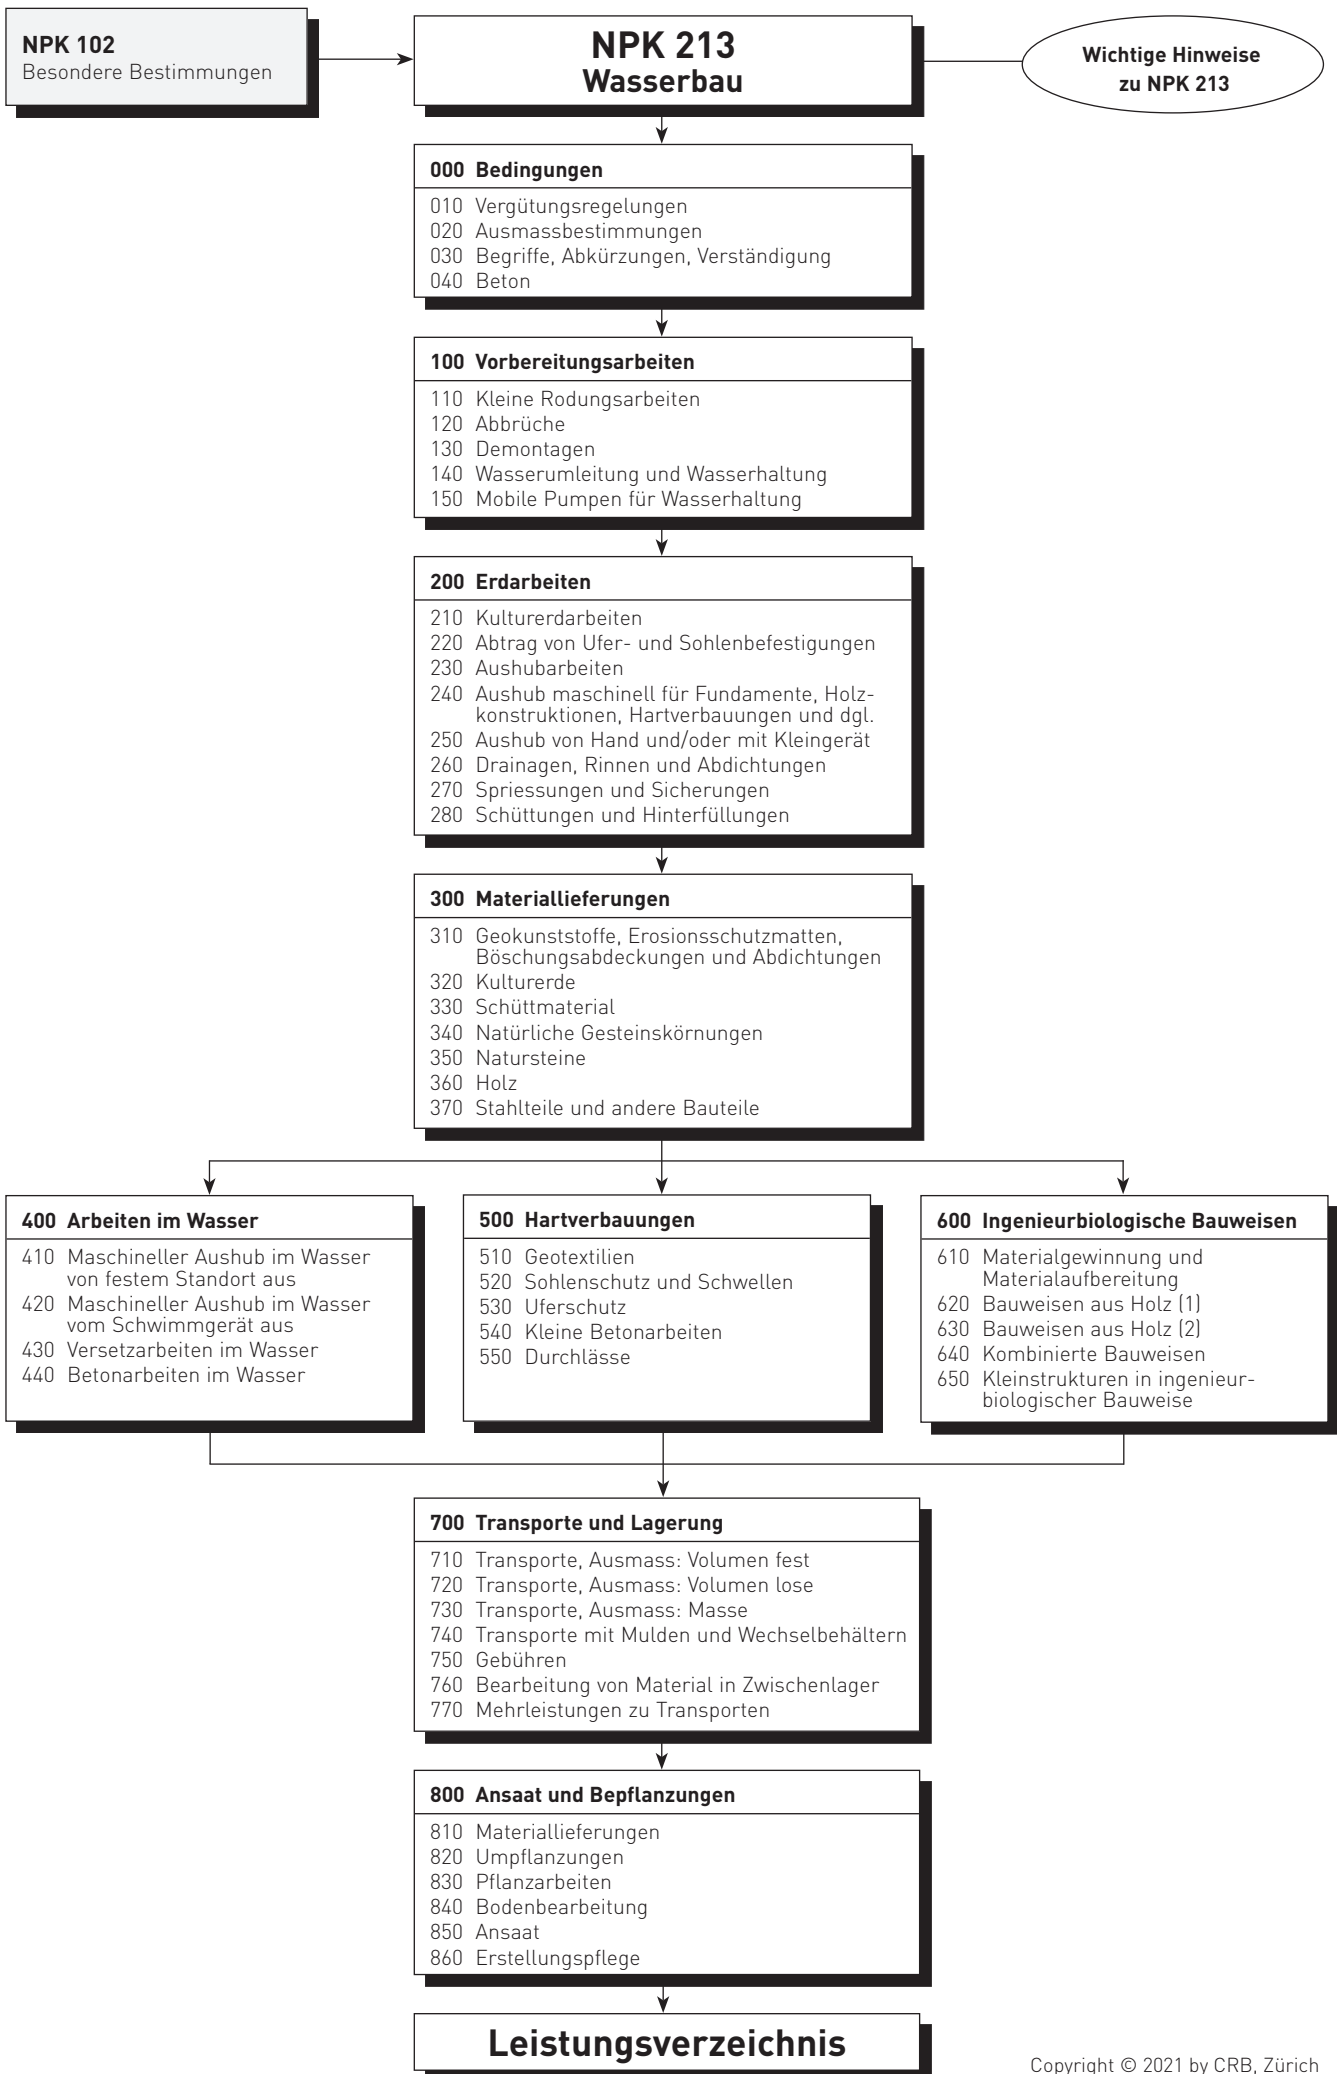 NPK 102
Besondere Bestimmungen
NPK 213
Wasserbau
Wichtige Hinweise
zu NPK 213
000 Bedingungen
010 Vergütungsregelungen
020 Ausmassbestimmungen
030 Begriffe, Abkürzungen, Verständigung
040 Beton
100 Vorbereitungsarbeiten
110 Kleine Rodungsarbeiten
120 Abbrüche
130 Demontagen
140 Wasserumleitung und Wasserhaltung
150 Mobile Pumpen für Wasserhaltung
200 Erdarbeiten
210 Kulturerdarbeiten
220 Abtrag von Ufer- und Sohlenbefestigungen
230 Aushubarbeiten
240 Aushub maschinell für Fundamente, Holz-
konstruktionen, Hartverbauungen und dgl.
250 Aushub von Hand und/oder mit Kleingerät
260 Drainagen, Rinnen und Abdichtungen
270 Spriessungen und Sicherungen
280 Schüttungen und Hinterfüllungen
300 Materiallieferungen
310 Geokunststoffe, Erosionsschutzmatten,
Böschungsabdeckungen und Abdichtungen
320 Kulturerde
330 Schüttmaterial
340 Natürliche Gesteinskörnungen
350 Natursteine
360 Holz
370 Stahlteile und andere Bauteile
400 Arbeiten im Wasser
410 Maschineller Aushub im Wasser
von festem Standort aus
420 Maschineller Aushub im Wasser
vom Schwimmgerät aus
430 Versetzarbeiten im Wasser
440 Betonarbeiten im Wasser
500 Hartverbauungen
510 Geotextilien
520 Sohlenschutz und Schwellen
530 Uferschutz
540 Kleine Betonarbeiten
550 Durchlässe
600 Ingenieurbiologische Bauweisen
610 Materialgewinnung und
Materialaufbereitung
620 Bauweisen aus Holz (1)
630 Bauweisen aus Holz (2)
640 Kombinierte Bauweisen
650 Kleinstrukturen in ingenieur-
biologischer Bauweise
700 Transporte und Lagerung
710 Transporte, Ausmass: Volumen fest
720 Transporte, Ausmass: Volumen lose
730 Transporte, Ausmass: Masse
740 Transporte mit Mulden und Wechselbehältern
750 Gebühren
760 Bearbeitung von Material in Zwischenlager
770 Mehrleistungen zu Transporten
800 Ansaat und Bepflanzungen
810 Materiallieferungen
820 Umpflanzungen
830 Pflanzarbeiten
840 Bodenbearbeitung
850 Ansaat
860 Erstellungspflege
Leistungsverzeichnis
Copyright © 2021 by CRB, Zürich